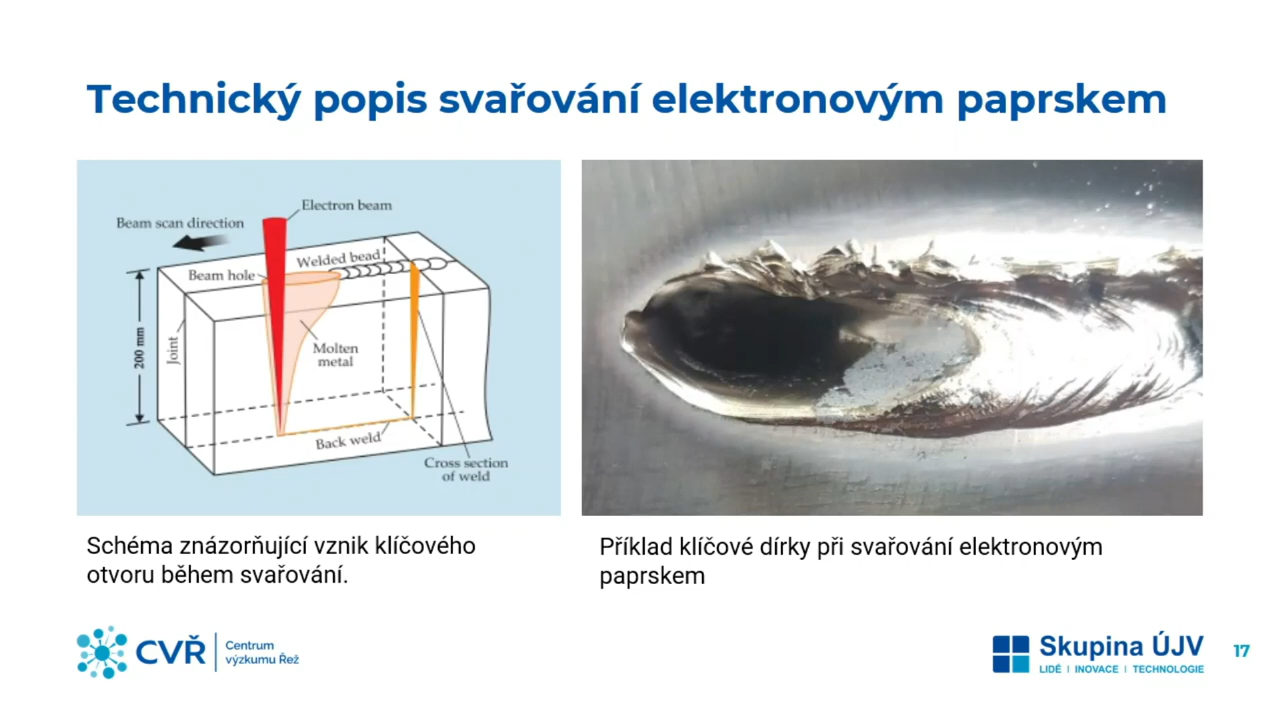 Technický popis svařování elektronovým paprskem
Electron beam
Beam scan direction
Welded bead
Beam hole
200 mm
Joint
Molten
metal
Back weld
Cross section
of weld
Schéma znázorňující vznik klíčového
otvoru během svařování.
Příklad klíčové dírky při svařování elektronovým
paprskem
CVŘ
Centrum
výzkumu Řež
Skupina ÚJV
LIDÉ | INOVACE | TECHNOLOGIE
17